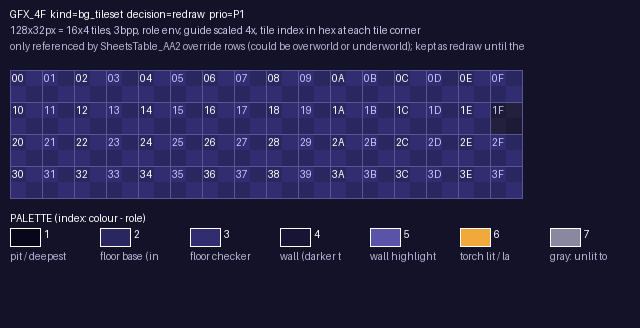 GFX_4F kind=bg_tileset decision=redraw prio=P1
128x32px = 16x4 tiles, 3bpp, role env; guide scaled 4x, tile index in hex at tile corner
only referenced by SheetsTable_AA2 override rows (could be overworld or underworld); kept as redraw until the
00 01 02 03 04 05 06 07 08 09 0A 0B 0C 0D 0E 0F
10 11 12 13 14 15 16 17 18 19 1A 1B 1C 1D 1E 1F
20 21 22 23 24 25 26 27 28 29 2A 2B 2C 2D 2E 2F
30 31 32 33 34 35 36 37 38 39 3A 3B 3C 3D 3E 3F
PALETTE (index: colour - role)
1 2 3 4 5 6 7
pit / deepest floor base (in floor checker wall (darker t wall highlight torch lit / la gray: unlit to